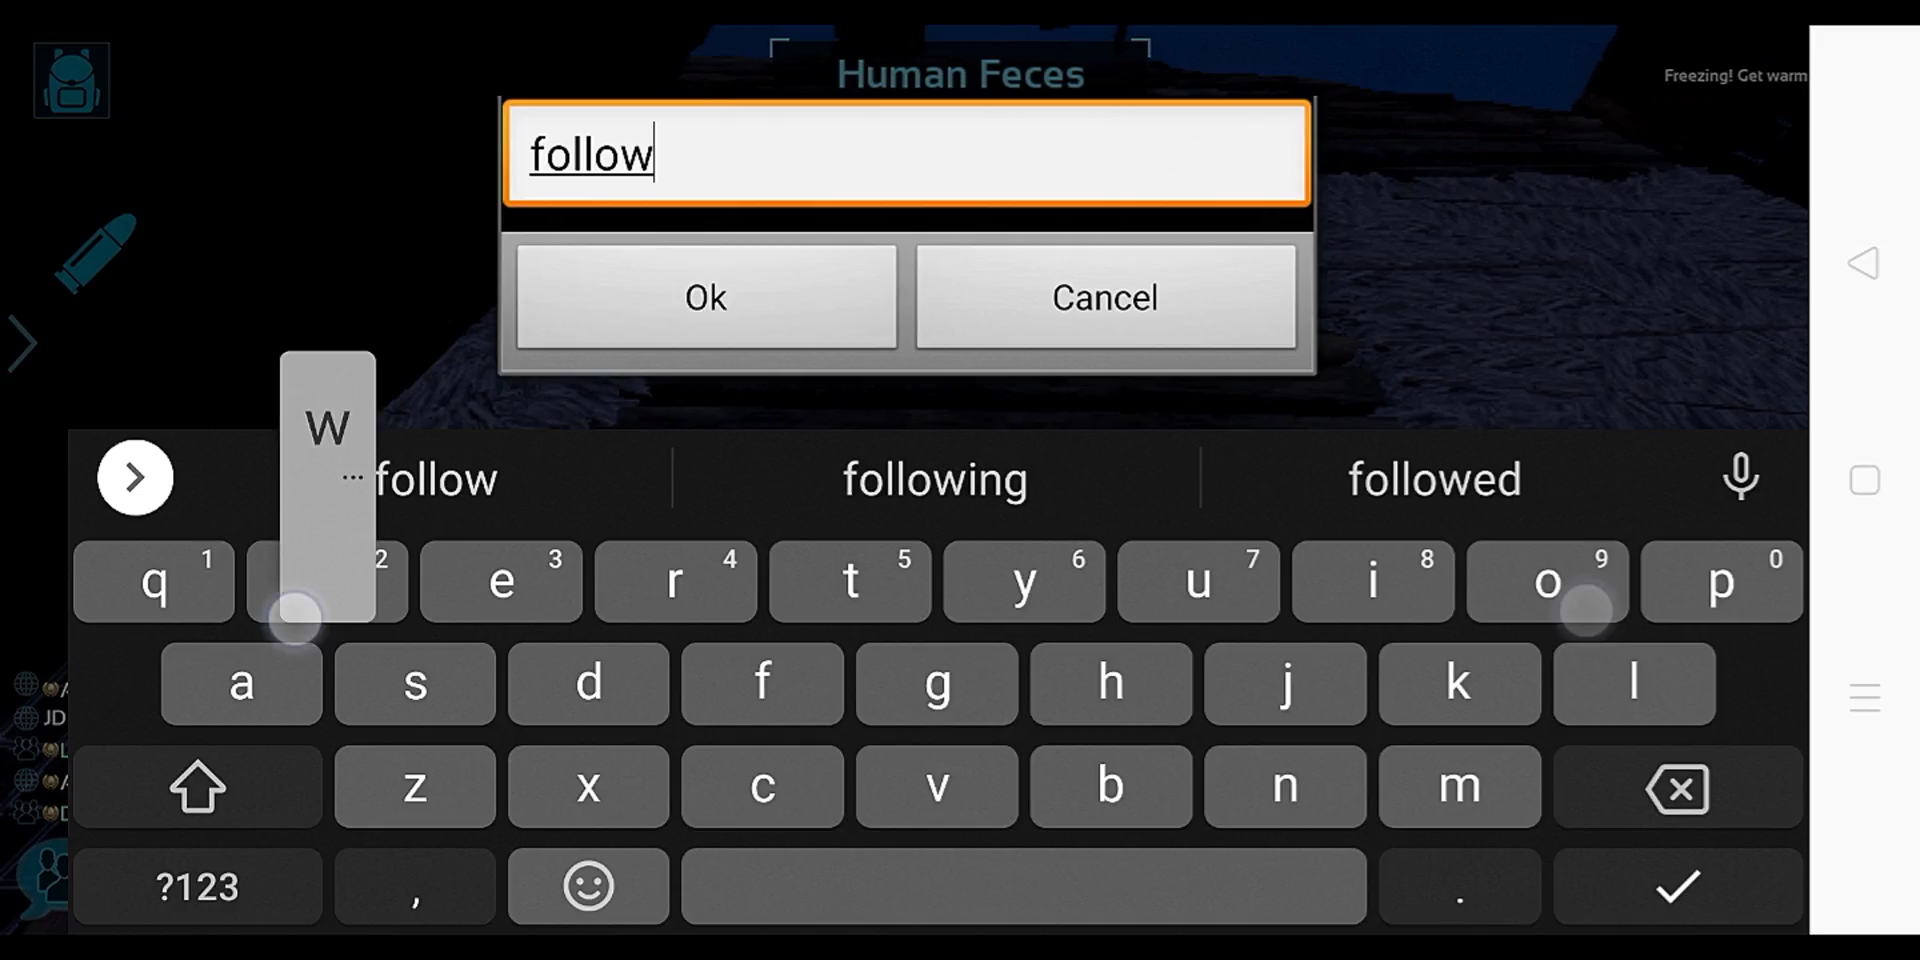 Human Feces
Freezing! Get warm
follow
Ok
Cancel
w
...
follow
following
followed
q 1 2 e 3 r 4 t 5 y 6 u 7 i 8 o 9 p 0
a s d f g h j k l
z x c v b n m
?123 , .
JD